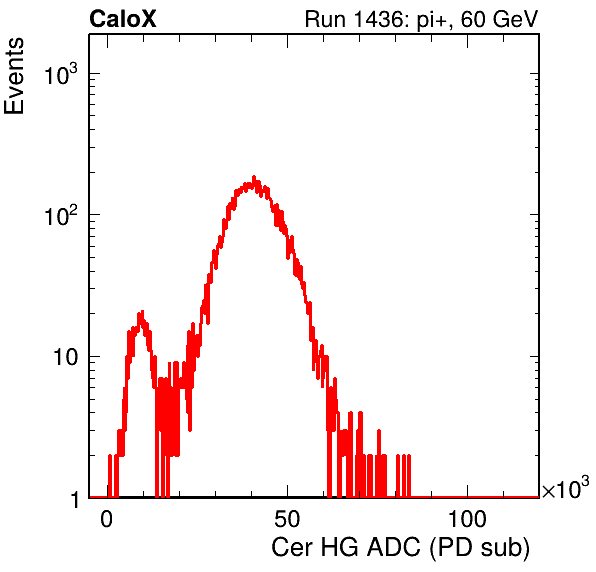 CaloX Run 1436: pi+, 60 GeV
Events
10³
10²
10
1
0 50 100 ×10³
Cer HG ADC (PD sub)